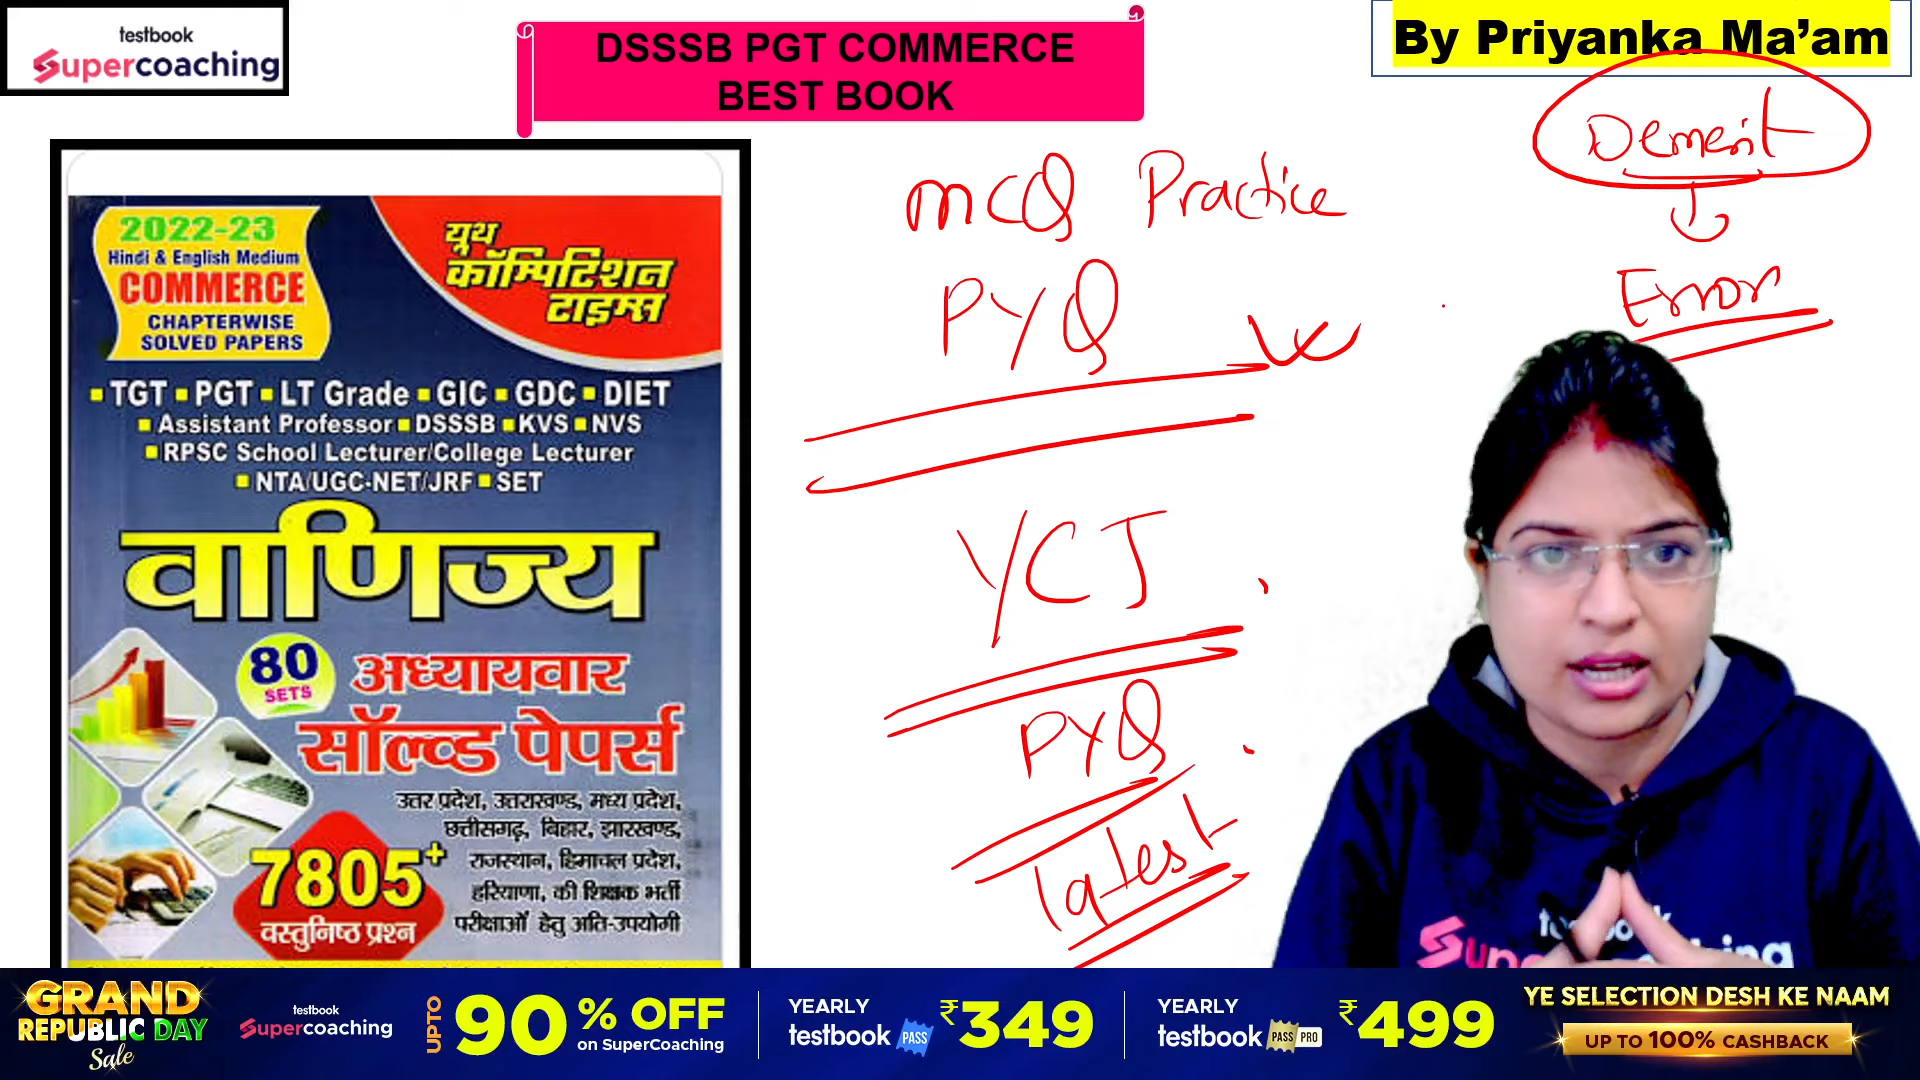 testbook
Supercoaching
DSSSB PGT COMMERCE
BEST BOOK
By Priyanka Ma'am
Demerit
Error
MCQ Practice
PYQ
YCT
PYQ
latest
2022-23
Hindi & English Medium
COMMERCE
CHAPTERWISE
SOLVED PAPERS
यूथ
कॉम्पिटिशन
टाइम्स
TGT PGT LT Grade GIC GDC DIET
Assistant Professor DSSSB KVS NVS
RPSC School Lecturer/College Lecturer
NTA/UGC-NET/JRF SET
वाणिज्य
80
SETS
अध्यायवार
सॉल्व्ड पेपर्स
उत्तर प्रदेश, उत्तराखण्ड, मध्य प्रदेश,
छत्तीसगढ़, बिहार, झारखण्ड,
राजस्थान, हिमाचल प्रदेश,
हरियाणा, की शिक्षक भर्ती
परीक्षाओं हेतु अति-उपयोगी
7805+
वस्तुनिष्ठ प्रश्न
GRAND
REPUBLIC DAY
Sale
testbook
Supercoaching
UPTO 90% OFF
on SuperCoaching
YEARLY
testbook PASS
₹349
YEARLY
testbook PASS PRO
₹499
YE SELECTION DESH KE NAAM
UP TO 100% CASHBACK